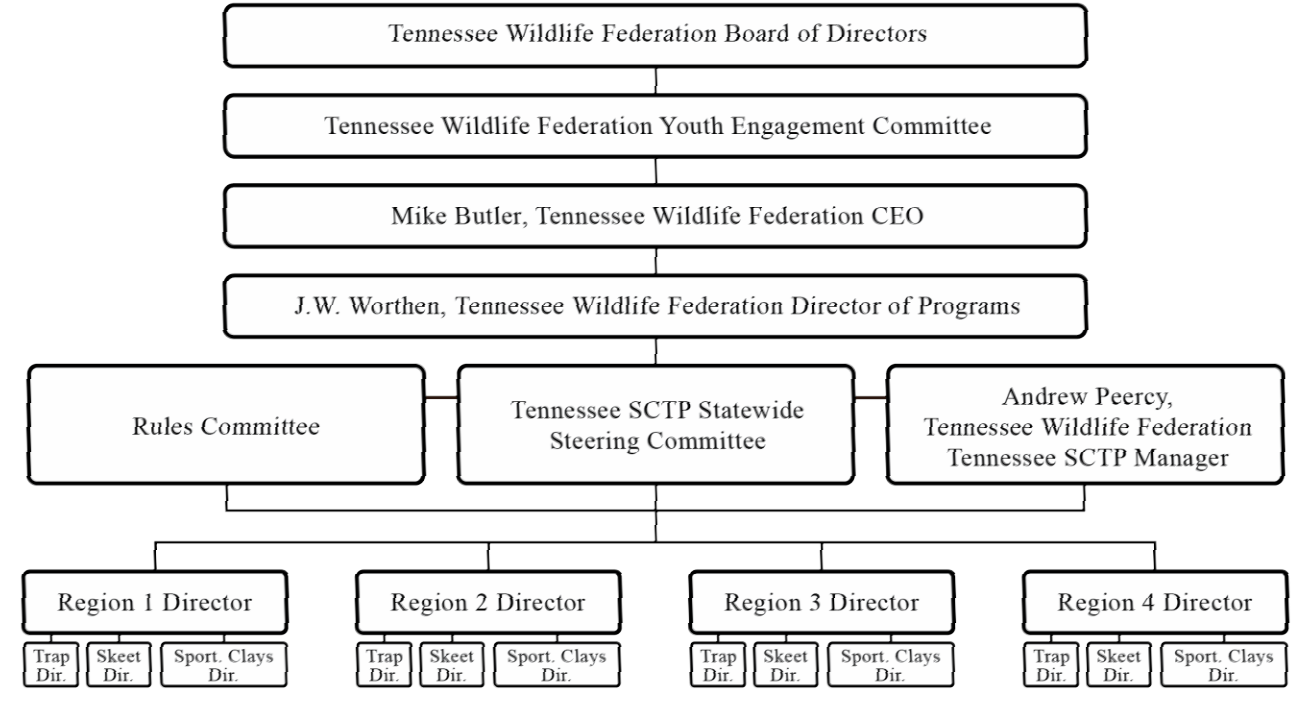 Tennessee Wildlife Federation Board of Directors
Tennessee Wildlife Federation Youth Engagement Committee
Mike Butler, Tennessee Wildlife Federation CEO
J.W. Worthen, Tennessee Wildlife Federation Director of Programs
Rules Committee
Tennessee SCTP Statewide
Steering Committee
Andrew Peercy,
Tennessee Wildlife Federation
Tennessee SCTP Manager
Region 1 Director
Trap
Dir.
Skeet
Dir.
Sport. Clays
Dir.
Region 2 Director
Trap
Dir.
Skeet
Dir.
Sport. Clays
Dir.
Region 3 Director
Trap
Dir.
Skeet
Dir.
Sport. Clays
Dir.
Region 4 Director
Trap
Dir.
Skeet
Dir.
Sport. Clays
Dir.